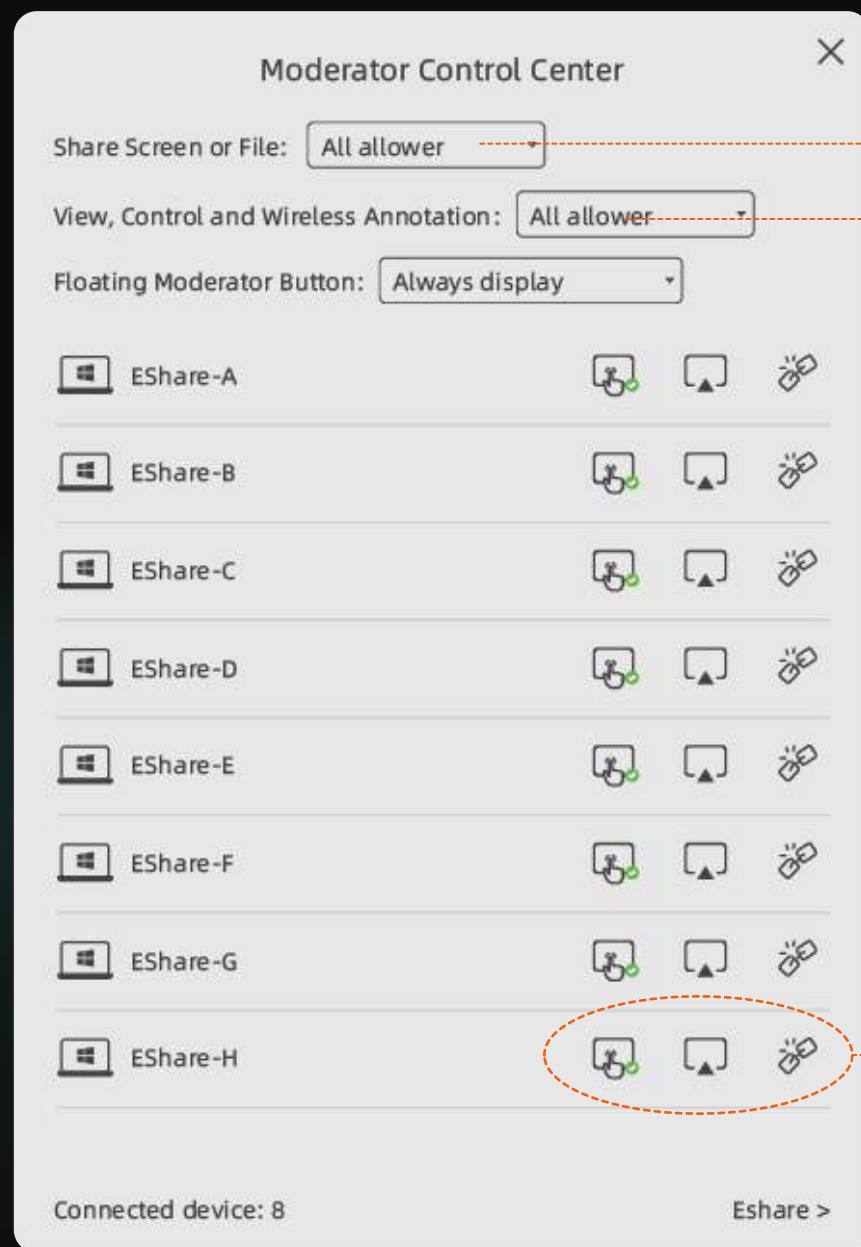 Moderator Control Center
Share Screen or File: All allower
View, Control and Wireless Annotation: All allower
Floating Moderator Button: Always display
EShare-A
EShare-B
EShare-C
EShare-D
EShare-E
EShare-F
EShare-G
EShare-H
Connected device: 8 Eshare >